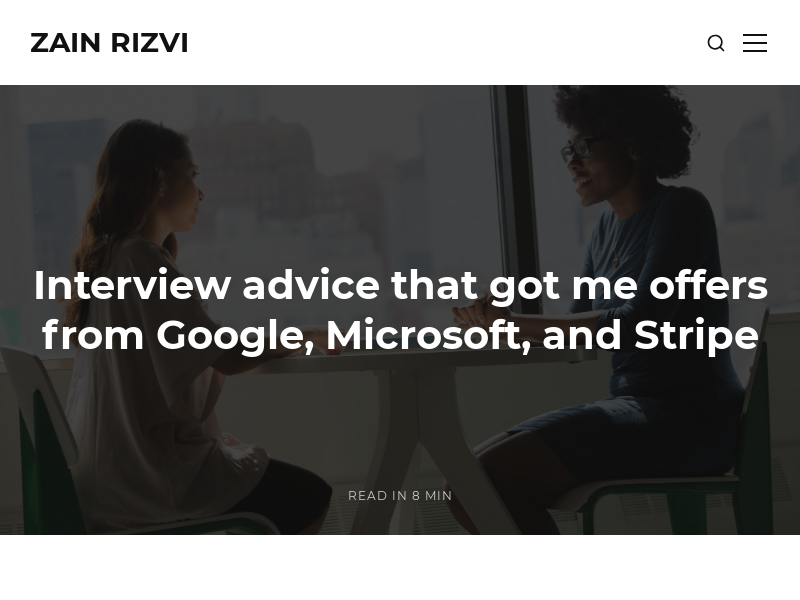 ZAIN RIZVI
Interview advice that got me offers
from Google, Microsoft, and Stripe
READ IN 8 MIN